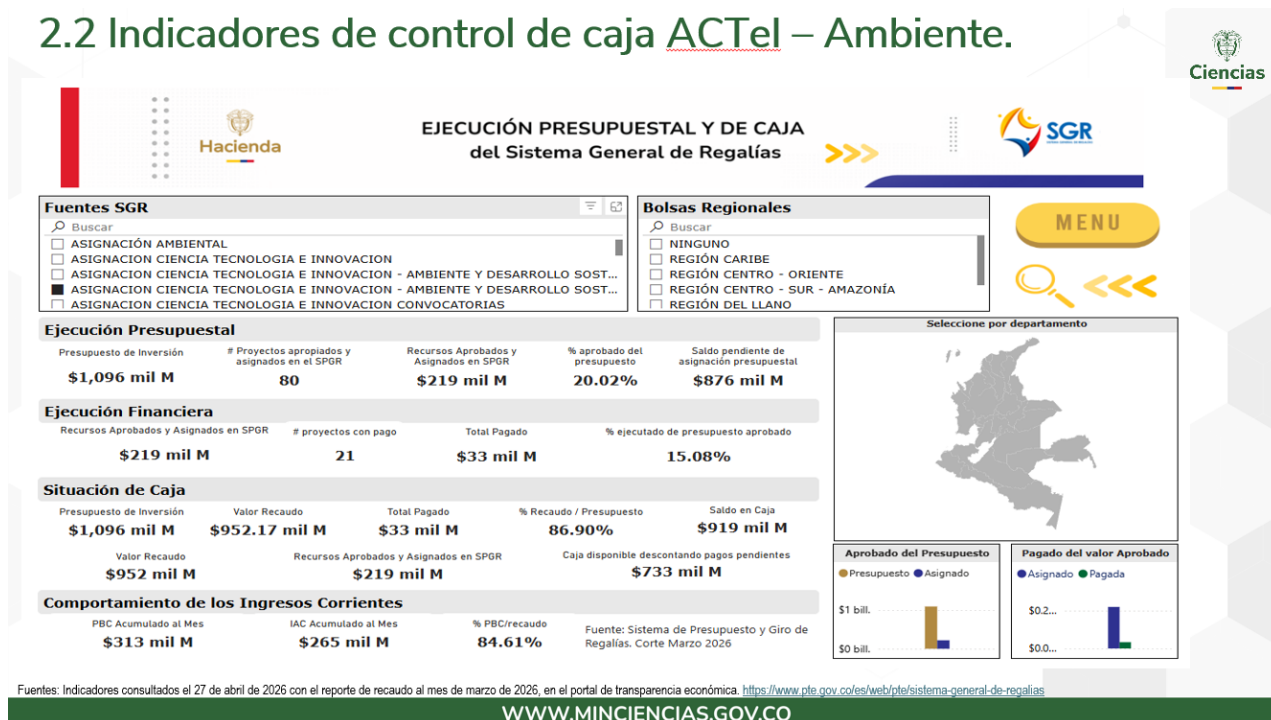 2.2 Indicadores de control de caja ACTeI – Ambiente.
Ciencias
Hacienda
EJECUCIÓN PRESUPUESTAL Y DE CAJA
del Sistema General de Regalías
SGR
Fuentes SGR
Buscar
ASIGNACIÓN AMBIENTAL
ASIGNACION CIENCIA TECNOLOGIA E INNOVACION
ASIGNACION CIENCIA TECNOLOGIA E INNOVACION - AMBIENTE Y DESARROLLO SOST...
ASIGNACION CIENCIA TECNOLOGIA E INNOVACION - AMBIENTE Y DESARROLLO SOST...
ASIGNACION CIENCIA TECNOLOGIA E INNOVACION CONVOCATORIAS
Bolsas Regionales
Buscar
NINGUNO
REGIÓN CARIBE
REGIÓN CENTRO - ORIENTE
REGIÓN CENTRO - SUR - AMAZONÍA
REGIÓN DEL LLANO
MENU
Ejecución Presupuestal
Presupuesto de Inversión
$1,096 mil M
# Proyectos apropiados y
asignados en el SPGR
80
Recursos Aprobados y
Asignados en SPGR
$219 mil M
% aprobado del
presupuesto
20.02%
Saldo pendiente de
asignación presupuestal
$876 mil M
Ejecución Financiera
Recursos Aprobados y Asignados en SPGR
$219 mil M
# proyectos con pago
21
Total Pagado
$33 mil M
% ejecutado de presupuesto aprobado
15.08%
Situación de Caja
Presupuesto de Inversión
$1,096 mil M
Valor Recaudo
$952.17 mil M
Total Pagado
$33 mil M
% Recaudo / Presupuesto
86.90%
Saldo en Caja
$919 mil M
Valor Recaudo
$952 mil M
Recursos Aprobados y Asignados en SPGR
$219 mil M
Caja disponible descontando pagos pendientes
$733 mil M
Comportamiento de los Ingresos Corrientes
PBC Acumulado al Mes
$313 mil M
IAC Acumulado al Mes
$265 mil M
% PBC/recaudo
84.61%
Fuente: Sistema de Presupuesto y Giro de
Regalías. Corte Marzo 2026
Seleccione por departamento
Aprobado del Presupuesto
Presupuesto Asignado
$1 bill.
$0 bill.
Pagado del valor Aprobado
Asignado Pagada
$0.2...
$0.0...
Fuentes: Indicadores consultados el 27 de abril de 2026 con el reporte de recaudo al mes de marzo de 2026, en el portal de transparencia económica. https://www.pte.gov.co/es/web/pte/sistema-general-de-regalias
WWW.MINCIENCIAS.GOV.CO